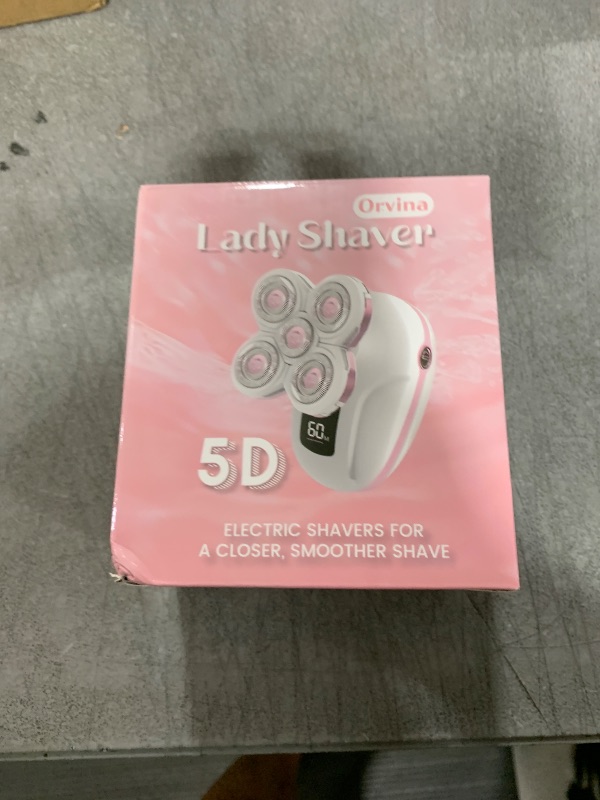 Orvina
Lady Shaver
60
5D
ELECTRIC SHAVERS FOR
A CLOSER, SMOOTHER SHAVE